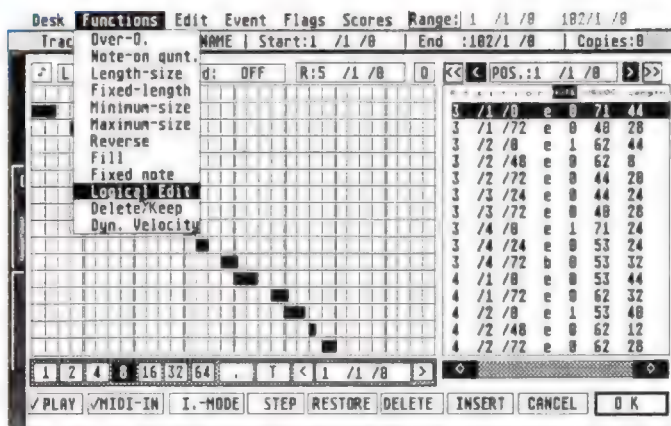 Desk Functions Edit Event Flags Scores Range: 1 /1 /0 102/1 /0
Trac NAME | Start:1 /1 /0 | End :102/1 /0 | Copies:0
Over-Q.
Note-on qunt.
Length-size
Fixed-length
Minimum-size
Maximum-size
Reverse
Fill
Fixed note
Logical Edit
Delete/Keep
Dyn. Velocity
♪ L d: OFF R:5 /1 /0 Q << < POS.:1 /1 /0 > >>
3 /1 /0 e 0 71 44
3 /1 /72 e 0 40 28
3 /2 /0 e 1 62 44
3 /2 /48 e 0 62 8
3 /2 /72 e 0 44 20
3 /3 /24 e 0 44 24
3 /3 /72 e 0 40 28
3 /4 /0 e 1 71 24
3 /4 /24 e 0 53 24
3 /4 /72 b 0 53 32
4 /1 /0 e 0 53 44
4 /1 /72 e 0 62 32
4 /2 /0 e 1 53 40
4 /2 /48 e 0 62 12
4 /2 /72 e 0 62 28
1 2 4 8 16 32 64 . T < 1 /1 /0 >
√PLAY √MIDI-IN I.-MODE STEP RESTORE DELETE INSERT CANCEL O K